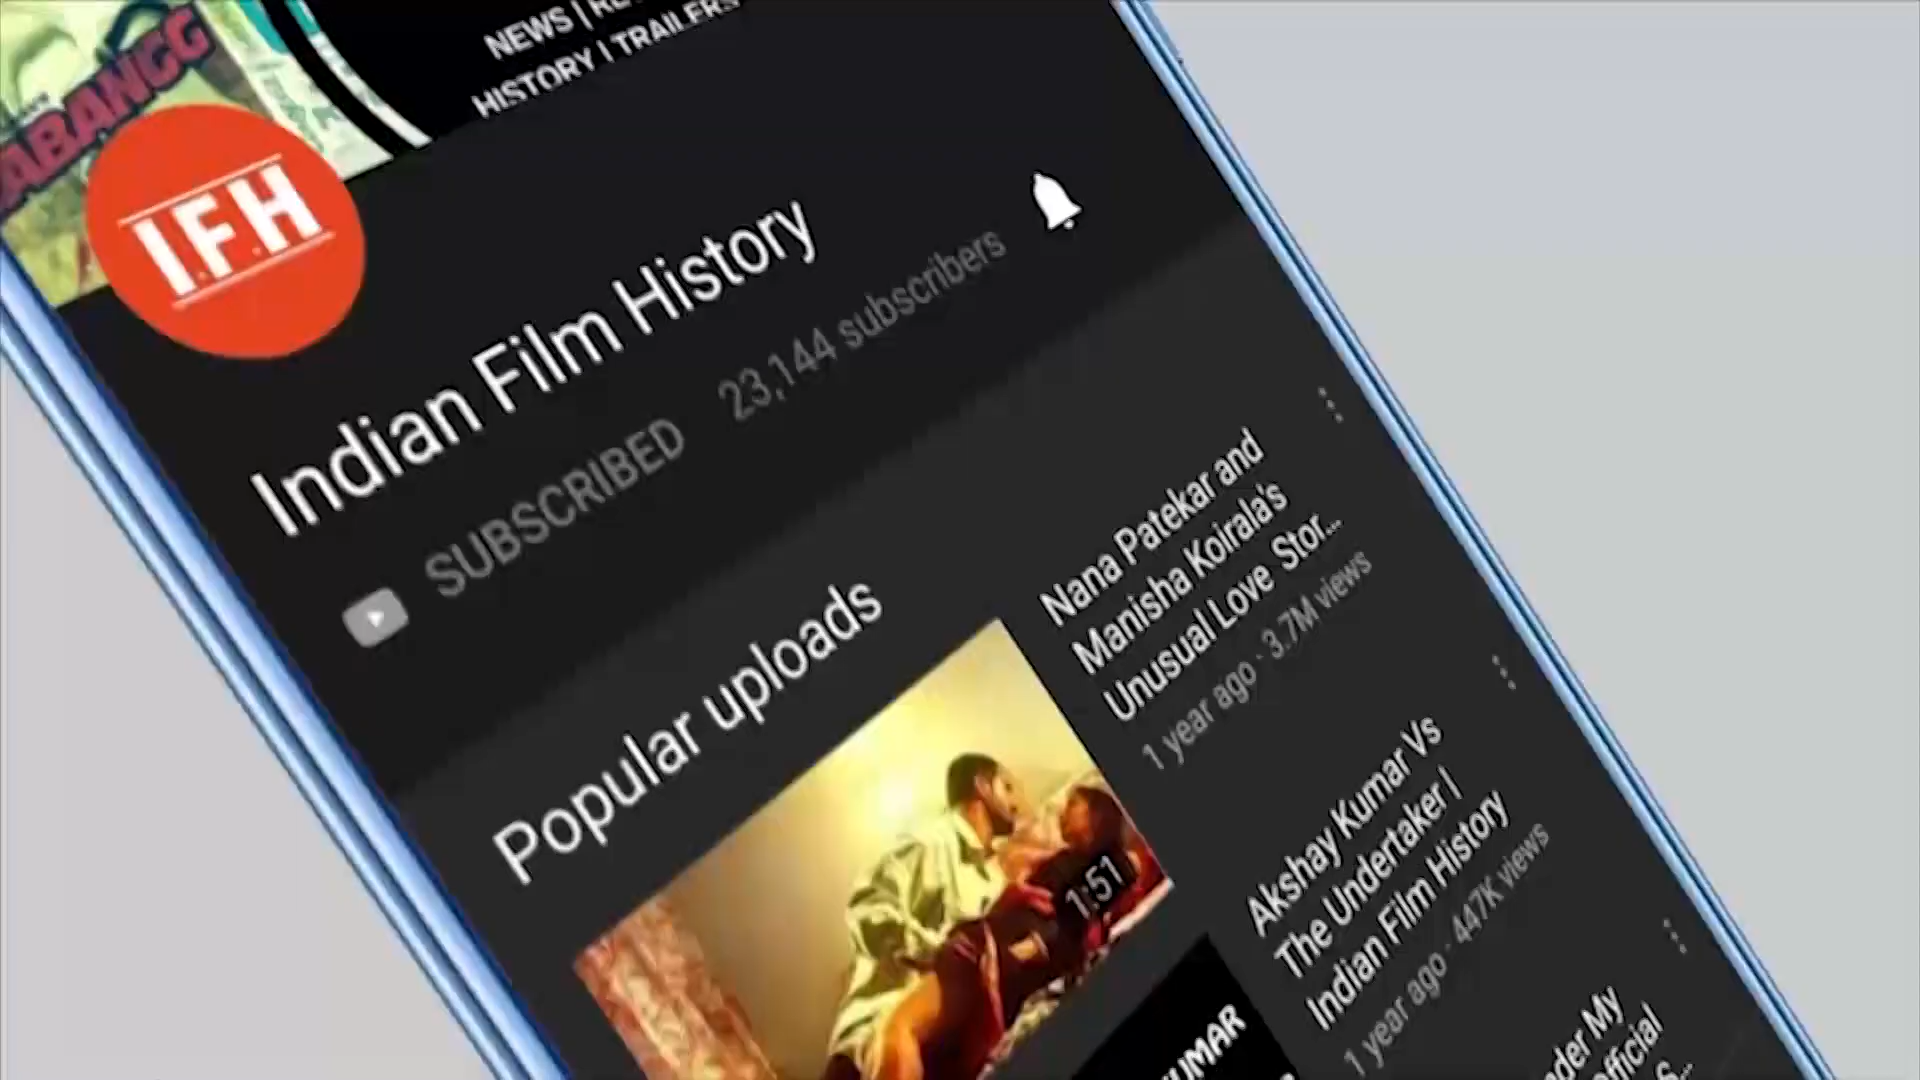 NEWS |
HISTORY | TRAILERS
ABANGG
I.F.H
Indian Film History
SUBSCRIBED 23,144 subscribers
Popular uploads
1:51
Nana Patekar and
Manisha Koirala's
Unusual Love Stor...
1 year ago · 3.7M views
Akshay Kumar Vs
The Undertaker |
Indian Film History
1 year ago · 447K views
UMAR
nder My
official
S...